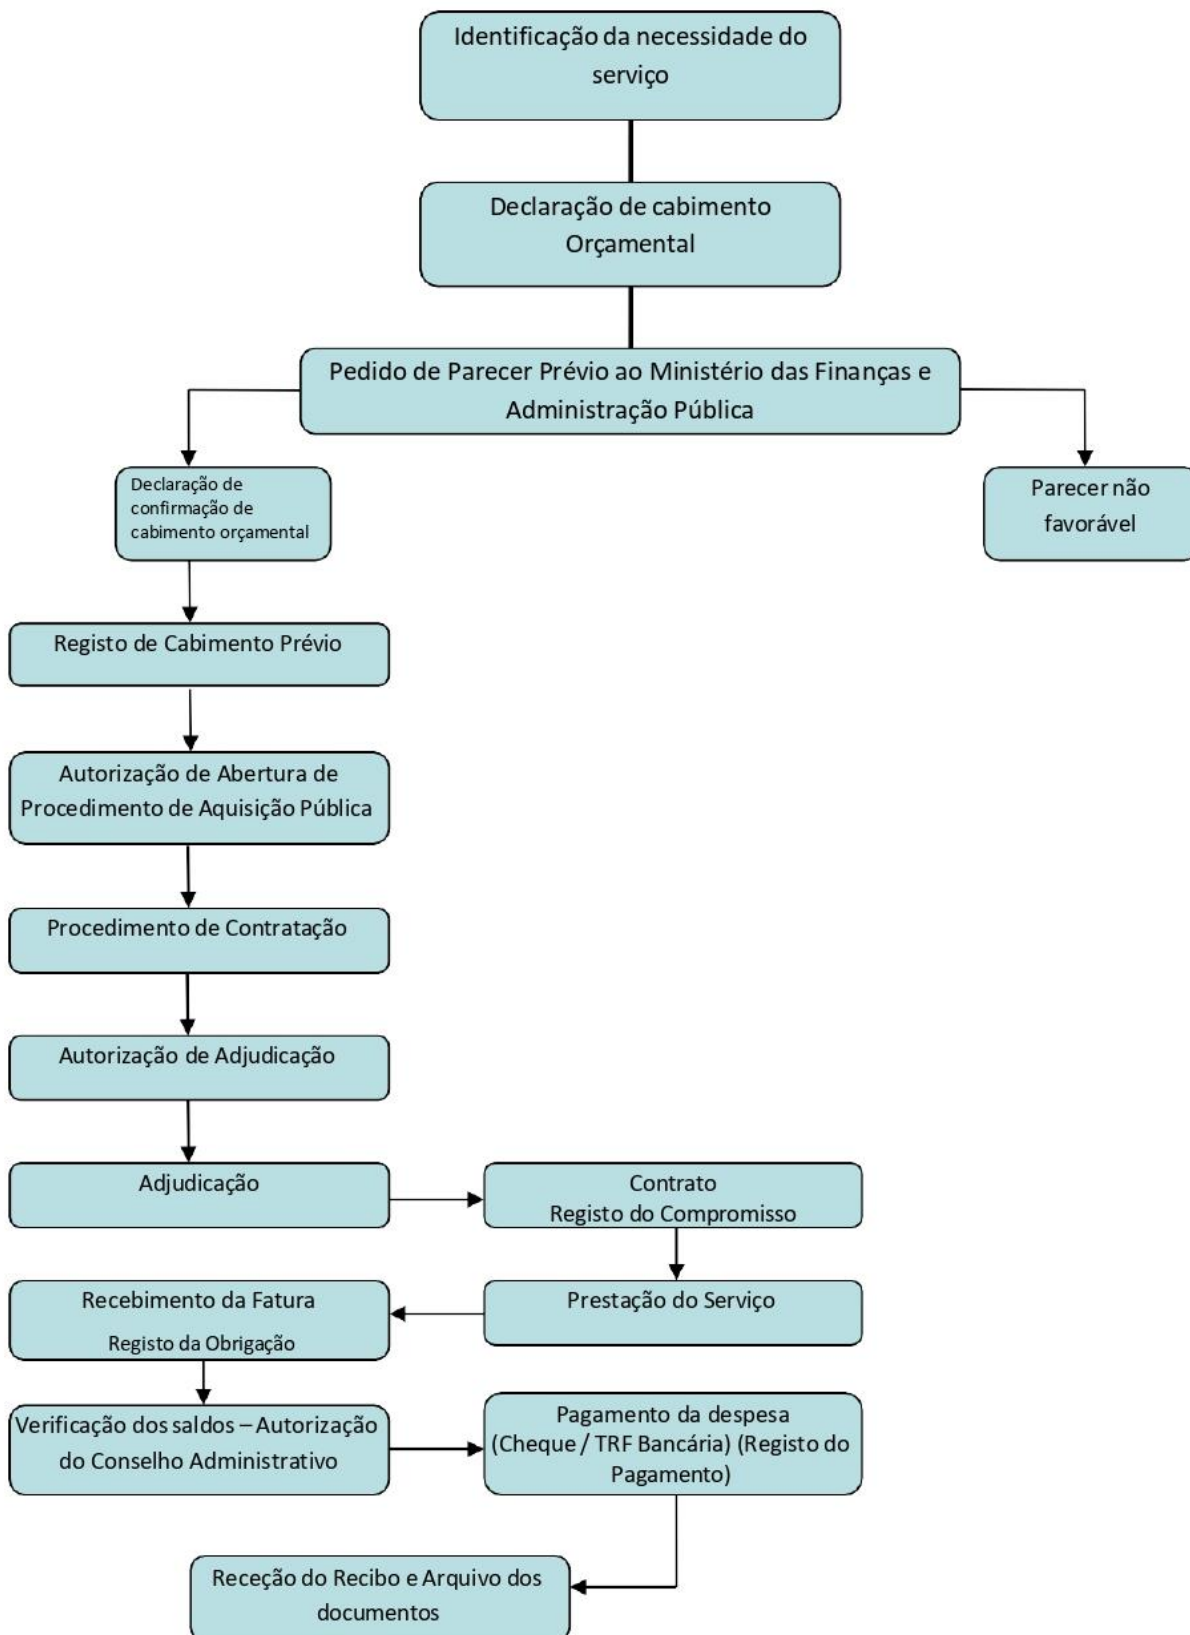 Identificação da necessidade do
serviço
Declaração de cabimento
Orçamental
Pedido de Parecer Prévio ao Ministério das Finanças e
Administração Pública
Declaração de
confirmação de
cabimento orçamental
Parecer não
favorável
Registo de Cabimento Prévio
Autorização de Abertura de
Procedimento de Aquisição Pública
Procedimento de Contratação
Autorização de Adjudicação
Adjudicação
Contrato
Registo do Compromisso
Prestação do Serviço
Recebimento da Fatura
Registo da Obrigação
Verificação dos saldos – Autorização
do Conselho Administrativo
Pagamento da despesa
(Cheque / TRF Bancária) (Registo do
Pagamento)
Receção do Recibo e Arquivo dos
documentos